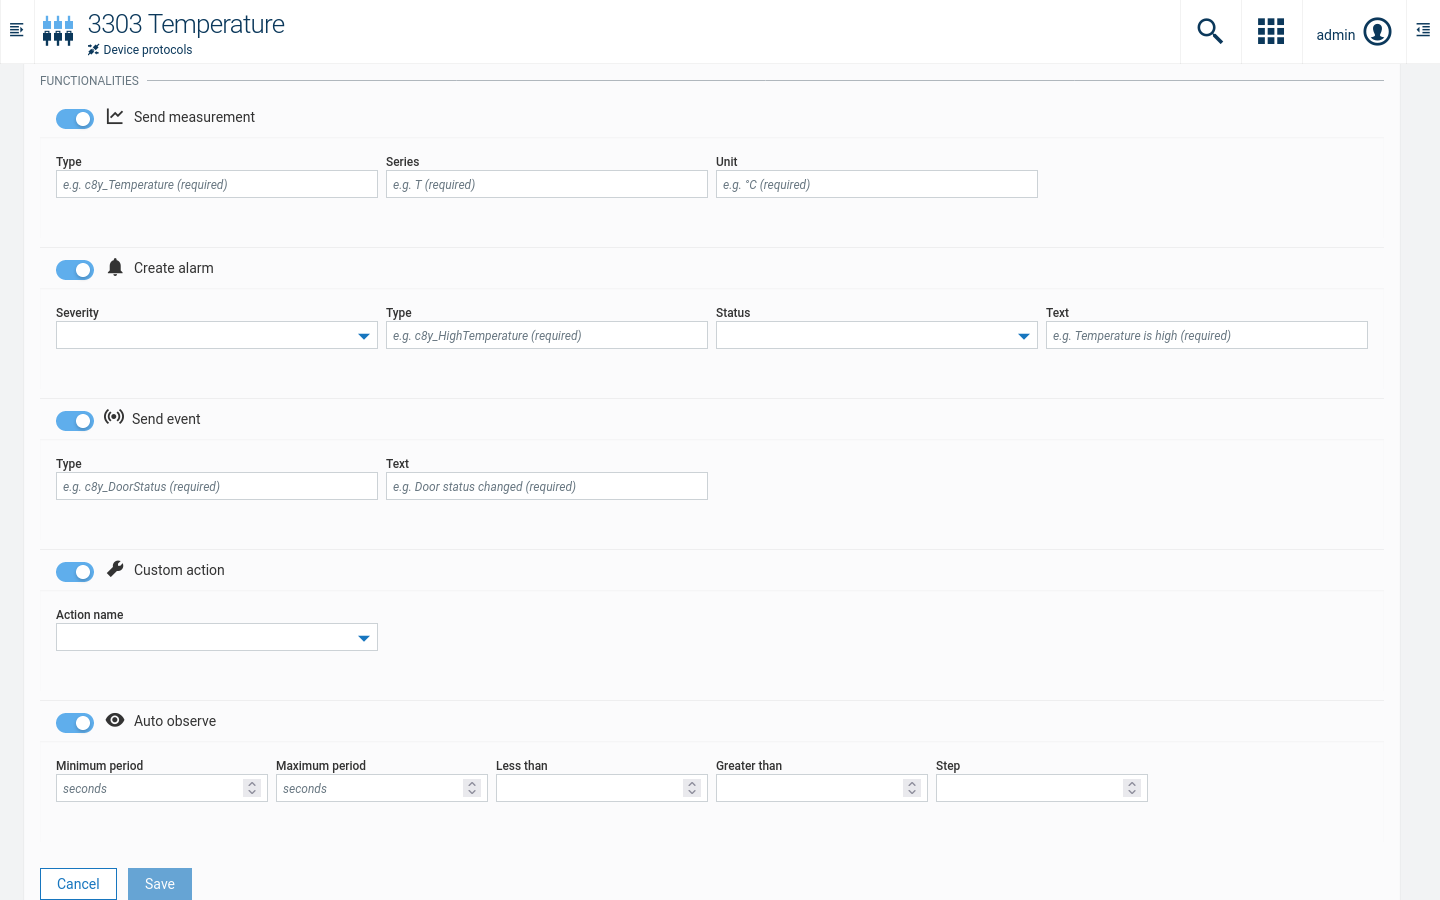 3303 Temperature
Device protocols
admin
FUNCTIONALITIES
Send measurement
Type Series Unit
e.g. c8y_Temperature (required) e.g. T (required) e.g. °C (required)
Create alarm
Severity Type Status Text
e.g. c8y_HighTemperature (required) e.g. Temperature is high (required)
Send event
Type Text
e.g. c8y_DoorStatus (required) e.g. Door status changed (required)
Custom action
Action name
Auto observe
Minimum period Maximum period Less than Greater than Step
seconds seconds
Cancel Save